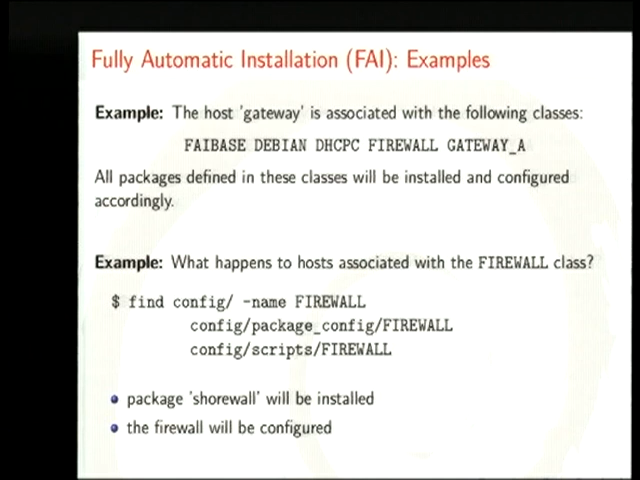 Fully Automatic Installation (FAI): Examples
Example: The host 'gateway' is associated with the following classes:
FAIBASE DEBIAN DHCPC FIREWALL GATEWAY_A
All packages defined in these classes will be installed and configured
accordingly.
Example: What happens to hosts associated with the FIREWALL class?
$ find config/ -name FIREWALL
config/package_config/FIREWALL
config/scripts/FIREWALL
package 'shorewall' will be installed
the firewall will be configured